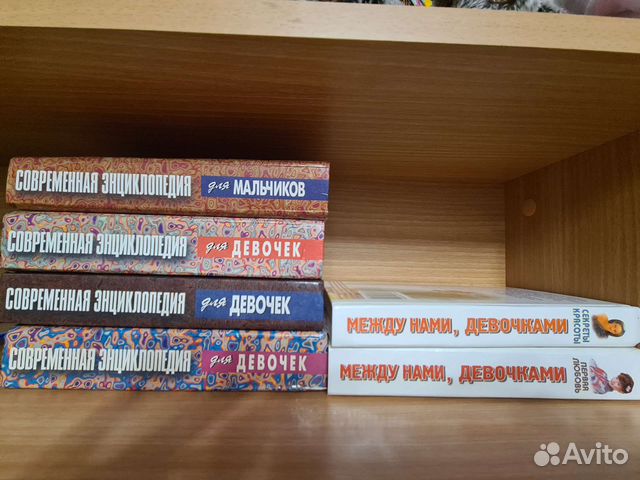 СОВРЕМЕННАЯ ЭНЦИКЛОПЕДИЯ для МАЛЬЧИКОВ
СОВРЕМЕННАЯ ЭНЦИКЛОПЕДИЯ для ДЕВОЧЕК
СОВРЕМЕННАЯ ЭНЦИКЛОПЕДИЯ для ДЕВОЧЕК
СОВРЕМЕННАЯ ЭНЦИКЛОПЕДИЯ для ДЕВОЧЕК
МЕЖДУ НАМИ, ДЕВОЧКАМИ
СЕКРЕТЫ
КРАСОТЫ
МЕЖДУ НАМИ, ДЕВОЧКАМИ
ПЕРВАЯ
ЛЮБОВЬ
Avito